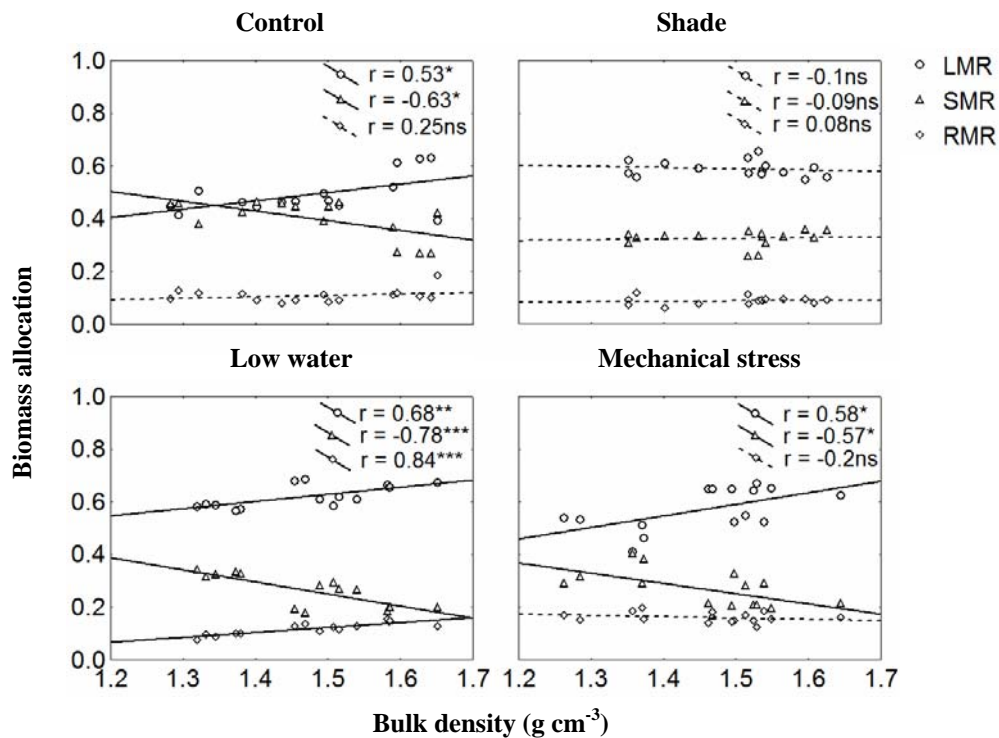 Control
Shade
1.0
0.8
0.6
0.4
0.2
0.0
r = 0.53*
r = -0.63*
r = 0.25ns
r = -0.1ns
r = -0.09ns
r = 0.08ns
LMR
SMR
RMR
Low water
Mechanical stress
1.0
0.8
0.6
0.4
0.2
0.0
r = 0.68**
r = -0.78***
r = 0.84***
r = 0.58*
r = -0.57*
r = -0.2ns
1.2 1.3 1.4 1.5 1.6 1.7
1.2 1.3 1.4 1.5 1.6 1.7
Biomass allocation
Bulk density (g cm⁻³)